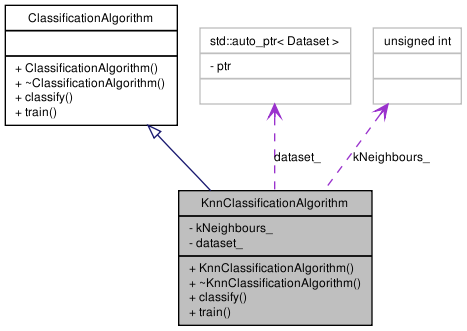 ClassificationAlgorithm
+ ClassificationAlgorithm()
+ ~ClassificationAlgorithm()
+ classify()
+ train()
std::auto_ptr< Dataset >
- ptr
unsigned int
dataset_
kNeighbours_
KnnClassificationAlgorithm
- kNeighbours_
- dataset_
+ KnnClassificationAlgorithm()
+ ~KnnClassificationAlgorithm()
+ classify()
+ train()